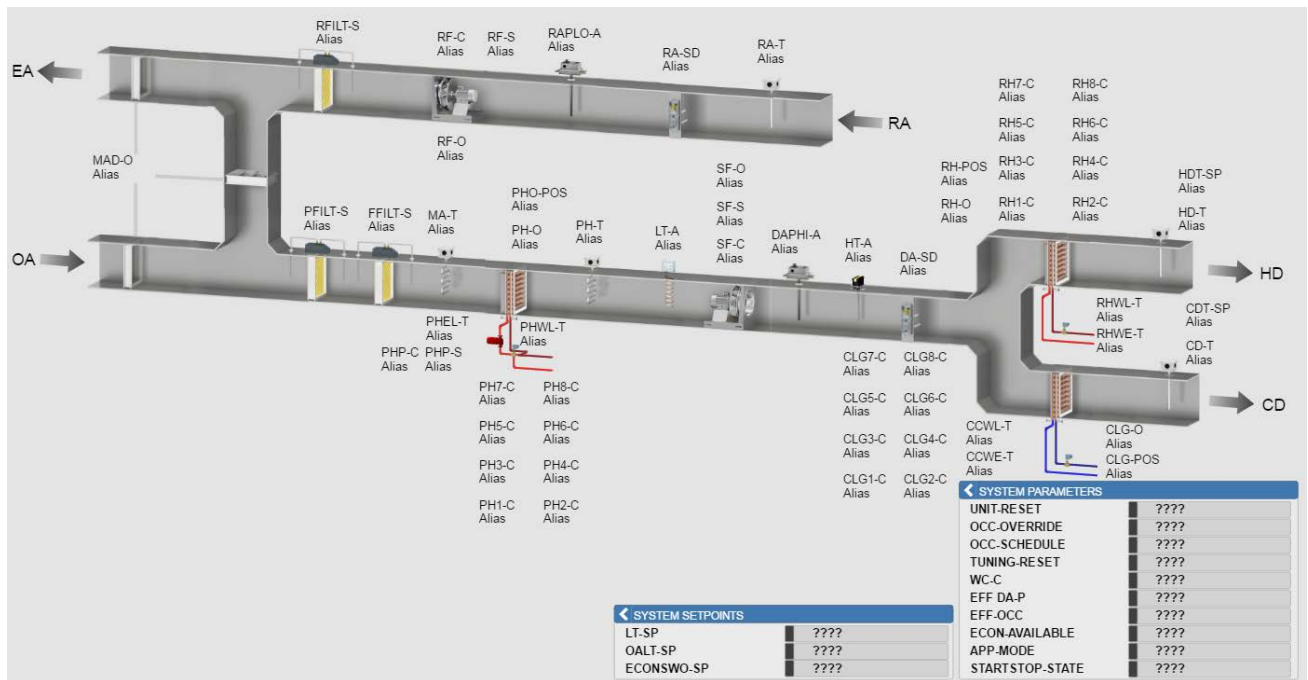 RFILT-S
Alias
RF-C
Alias
RF-S
Alias
RAPLO-A
Alias
RA-SD
Alias
RA-T
Alias
EA
RA
RF-O
Alias
MAD-O
Alias
RH7-C
Alias
RH8-C
Alias
RH5-C
Alias
RH6-C
Alias
RH3-C
Alias
RH4-C
Alias
RH1-C
Alias
RH2-C
Alias
RH-POS
Alias
RH-O
Alias
HDT-SP
Alias
HD-T
Alias
PFILT-S
Alias
FFILT-S
Alias
MA-T
Alias
PHO-POS
Alias
PH-O
Alias
PH-T
Alias
LT-A
Alias
SF-O
Alias
SF-S
Alias
SF-C
Alias
DAPHI-A
Alias
HT-A
Alias
DA-SD
Alias
OA
HD
RHWL-T
Alias
RHWE-T
Alias
CDT-SP
Alias
CD-T
Alias
CD
PHEL-T
Alias
PHWL-T
Alias
PHP-C
Alias
PHP-S
Alias
PH7-C
Alias
PH8-C
Alias
PH5-C
Alias
PH6-C
Alias
PH3-C
Alias
PH4-C
Alias
PH1-C
Alias
PH2-C
Alias
CLG7-C
Alias
CLG8-C
Alias
CLG5-C
Alias
CLG6-C
Alias
CLG3-C
Alias
CLG4-C
Alias
CLG1-C
Alias
CLG2-C
Alias
CCWL-T
Alias
CCWE-T
Alias
CLG-O
Alias
CLG-POS
Alias
SYSTEM SETPOINTS
LT-SP ????
OALT-SP ????
ECONSWO-SP ????
SYSTEM PARAMETERS
UNIT-RESET ????
OCC-OVERRIDE ????
OCC-SCHEDULE ????
TUNING-RESET ????
WC-C ????
EFF DA-P ????
EFF-OCC ????
ECON-AVAILABLE ????
APP-MODE ????
STARTSTOP-STATE ????